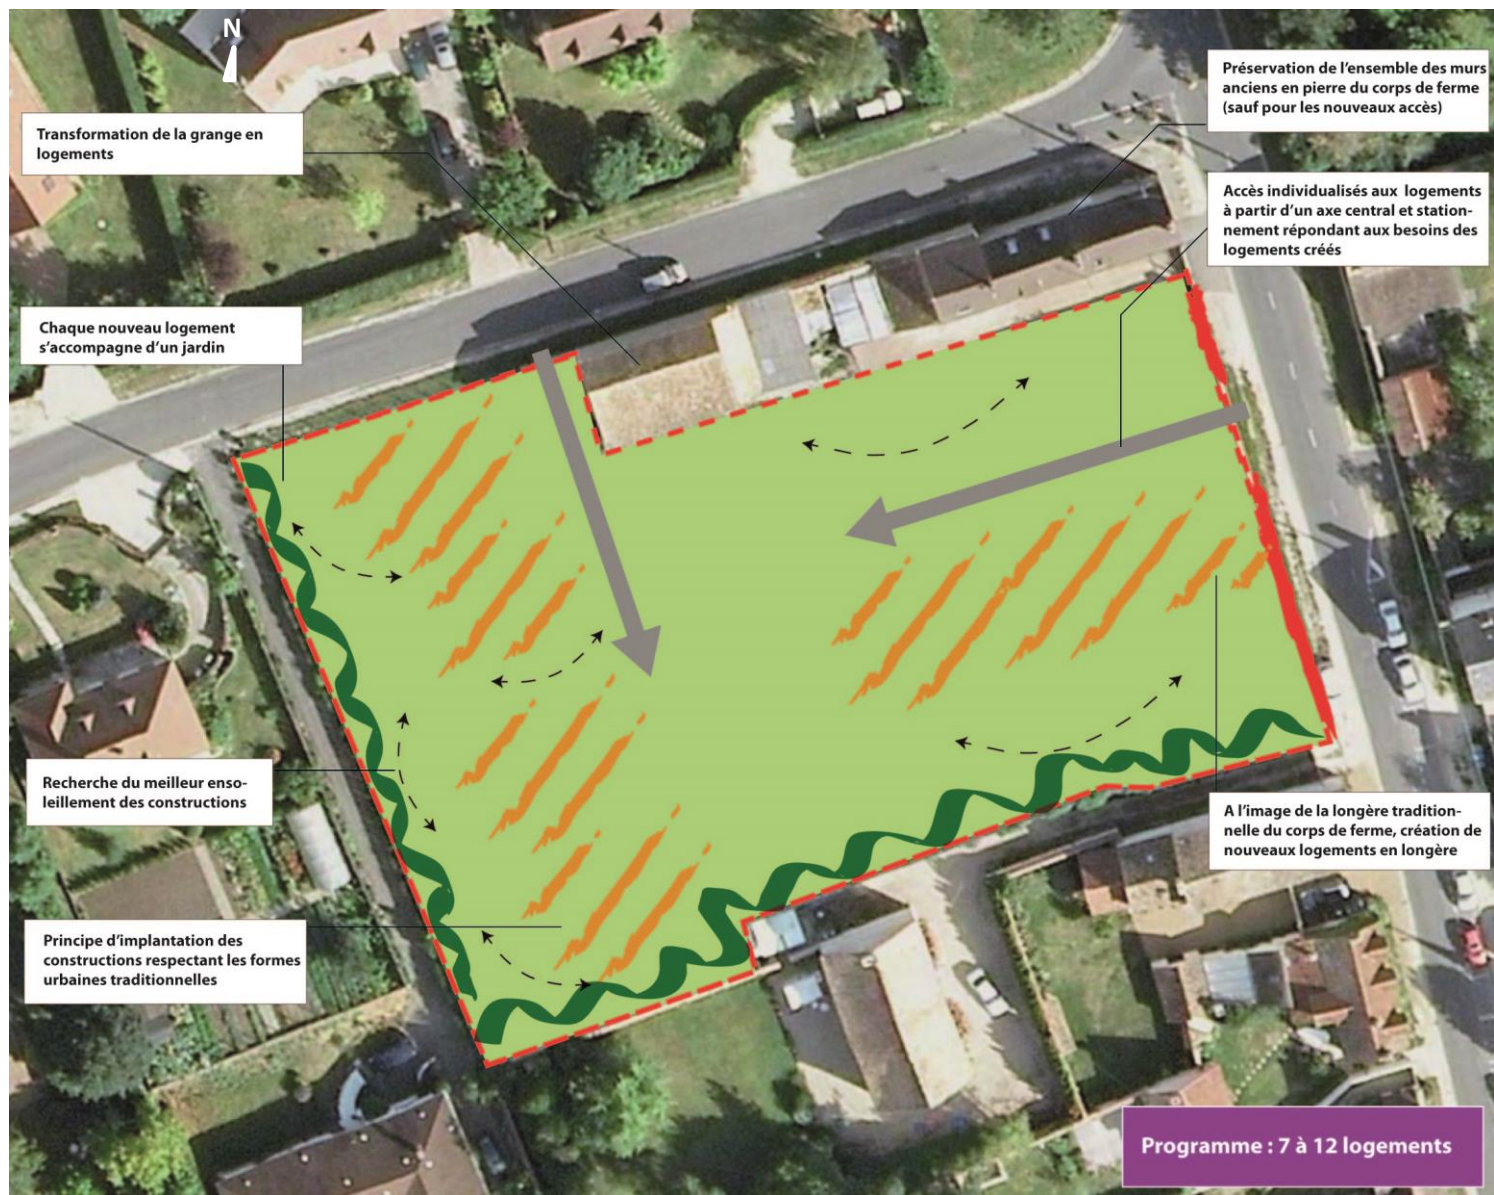 N
Préservation de l'ensemble des murs
anciens en pierre du corps de ferme
(sauf pour les nouveaux accès)
Transformation de la grange en
logements
Accès individualisés aux logements
à partir d'un axe central et station-
nement répondant aux besoins des
logements créés
Chaque nouveau logement
s'accompagne d'un jardin
Recherche du meilleur enso-
leillement des constructions
A l'image de la longère tradition-
nelle du corps de ferme, création de
nouveaux logements en longère
Principe d'implantation des
constructions respectant les formes
urbaines traditionnelles
Programme : 7 à 12 logements